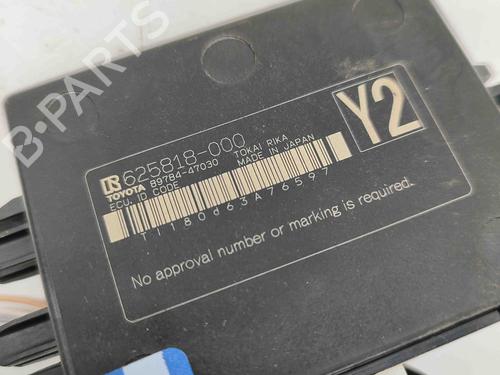 B-PARTS
625818-000
TOYOTA 89784-47030 TOKAI RIKA
ECU, ID CODE MADE IN JAPAN
T1180d63A76597
Y2
No approval number or marking is required.